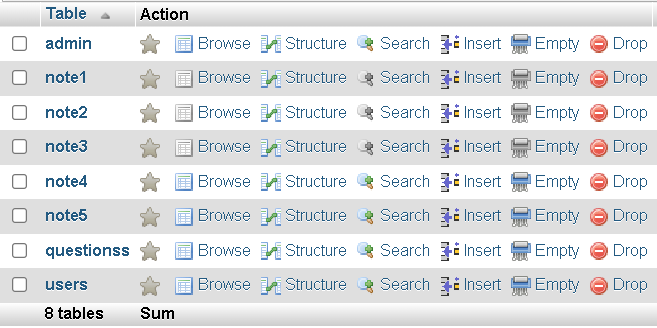 Table Action
admin Browse Structure Search Insert Empty Drop
note1 Browse Structure Search Insert Empty Drop
note2 Browse Structure Search Insert Empty Drop
note3 Browse Structure Search Insert Empty Drop
note4 Browse Structure Search Insert Empty Drop
note5 Browse Structure Search Insert Empty Drop
questionss Browse Structure Search Insert Empty Drop
users Browse Structure Search Insert Empty Drop
8 tables Sum